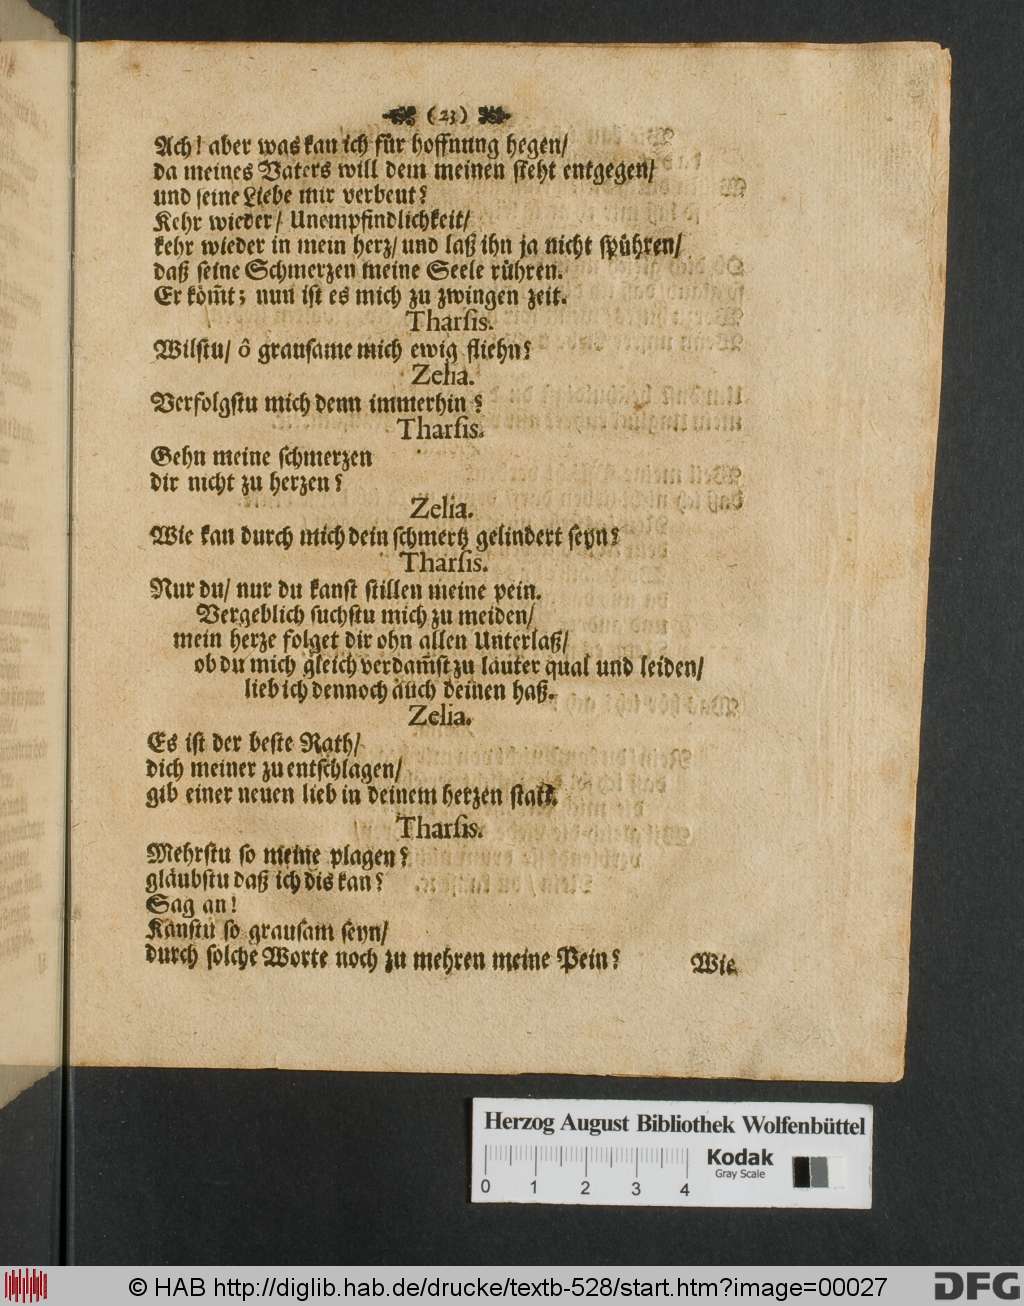 (23)
Ach! aber was kan ich für hoffnung hegen/
da meines Vaters will dem meinen steht entgegen/
und seine Liebe mir verbeut?
Kehr wieder/ Unempfindlichkeit/
kehr wieder in mein herz/ und laß ihn ja nicht spühren/
daß seine Schmerzen meine Seele rühren.
Er köm̃t; nun ist es mich zu zwingen zeit.
Tharsis.
Wilstu/ ô grausame mich ewig fliehn?
Zelia.
Verfolgstu mich denn immerhin?
Tharsis.
Gehn meine schmerzen
dir nicht zu herzen?
Zelia.
Wie kan durch mich dein schmertz gelindert seyn?
Tharsis.
Nur du/ nur du kanst stillen meine pein.
Vergeblich suchstu mich zu meiden/
mein herze folget dir ohn allen Unterlaß/
ob du mich gleich verdam̃st zu lauter qual und leiden/
lieb ich dennoch auch deinen haß.
Zelia.
Es ist der beste Rath/
dich meiner zu entschlagen/
gib einer neuen lieb in deinem herzen statt.
Tharsis.
Mehrstu so meine plagen?
gläubstu daß ich dis kan?
Sag an!
Kanstu so grausam seyn/
durch solche Worte noch zu mehren meine Pein?
Wie
Herzog August Bibliothek Wolfenbüttel
Kodak
Gray Scale
0 1 2 3 4
© HAB http://diglib.hab.de/drucke/textb-528/start.htm?image=00027
DFG